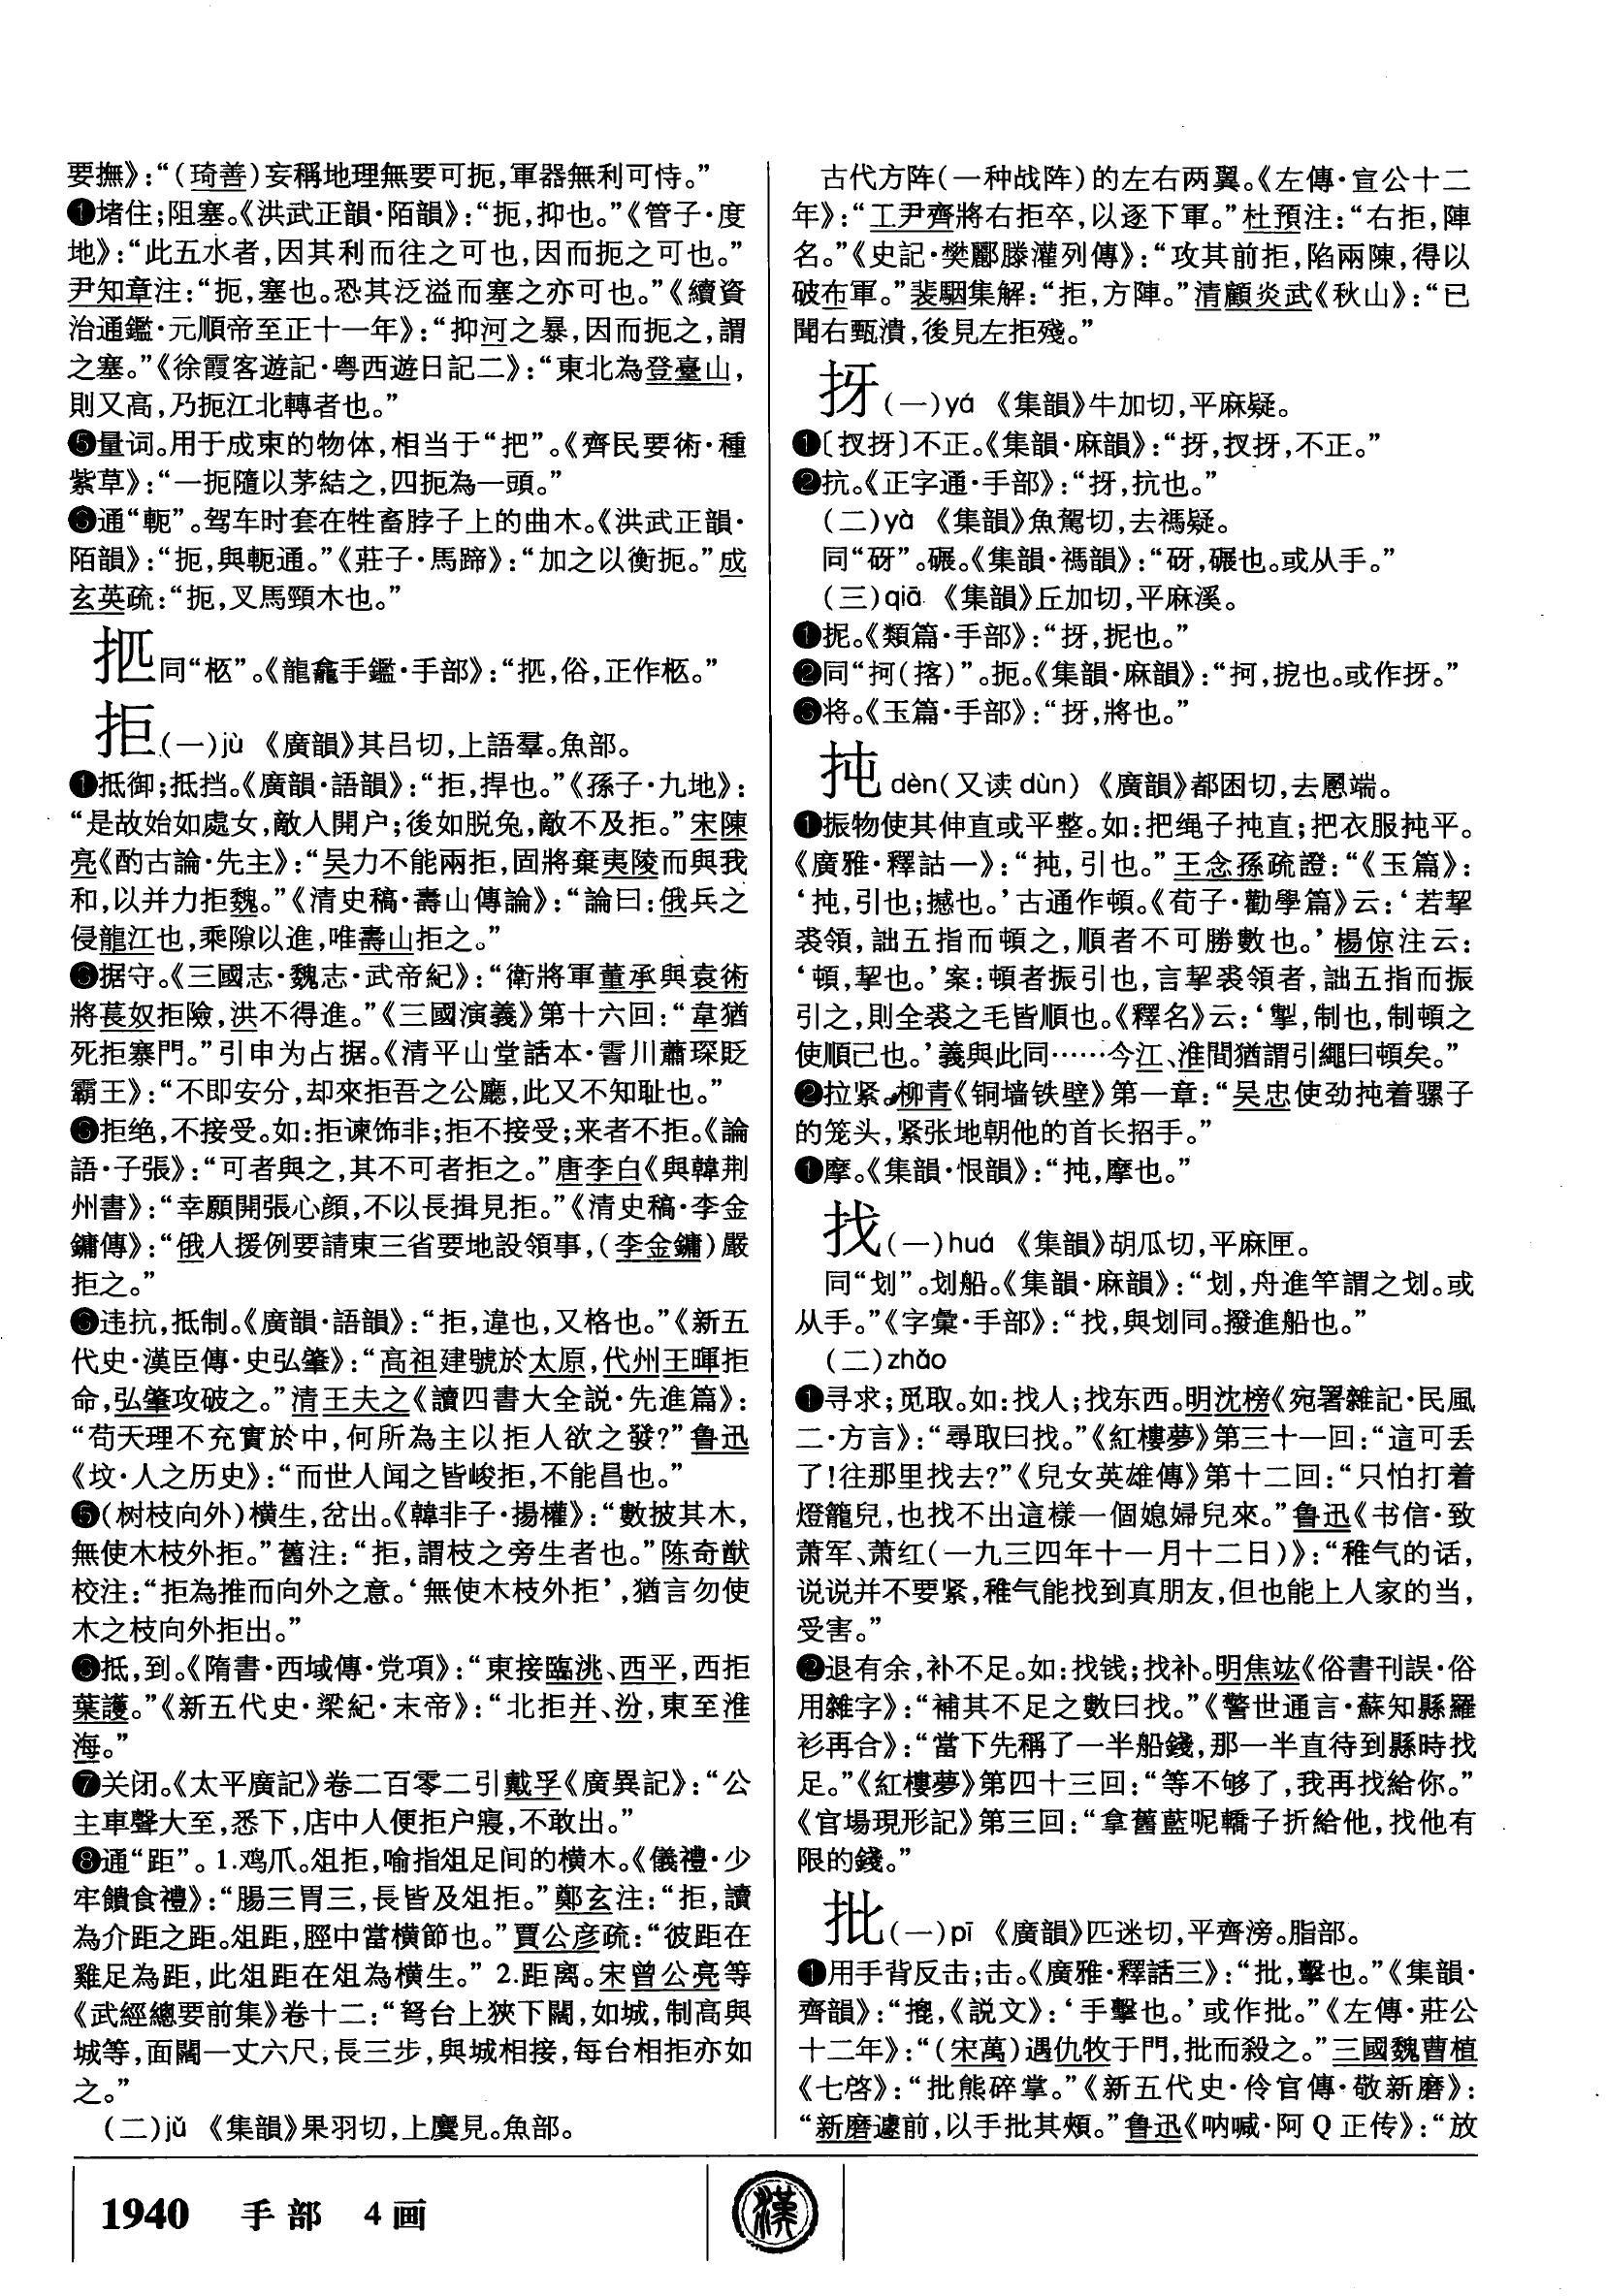 要撫》：“（琦善）妄稱地理無要可扼，軍器無利可恃。”
❶堵住；阻塞。《洪武正韻·陌韻》：“扼，抑也。”《管子·度
地》：“此五水者，因其利而往之可也，因而扼之可也。”
尹知章注：“扼，塞也。恐其泛溢而塞之亦可也。”《續資
治通鑑·元順帝至正十一年》：“抑河之暴，因而扼之，謂
之塞。”《徐霞客遊記·粤西遊日記二》：“東北為登臺山，
則又高，乃扼江北轉者也。”
❺量词。用于成束的物体，相当于“把”。《齊民要術·種
紫草》：“一扼隨以茅結之，四扼為一頭。”
❻通“軛”。驾车时套在牲畜脖子上的曲木。《洪武正韻·
陌韻》：“扼，與軛通。”《莊子·馬蹄》：“加之以衡扼。”成
玄英疏：“扼，叉馬頸木也。”
同“柩”。《龍龕手鑑·手部》：“，俗，正作柩。”
拒（一）jù 《廣韻》其吕切，上語羣。魚部。
❶抵御；抵挡。《廣韻·語韻》：“拒，捍也。”《孫子·九地》：
“是故始如處女，敵人開户；後如脱兔，敵不及拒。”宋陳
亮《酌古論·先主》：“吴力不能兩拒，固將棄夷陵而與我
和，以并力拒魏。”《清史稿·壽山傳論》：“論曰：俄兵之
侵龍江也，乘隙以進，唯壽山拒之。”
❸据守。《三國志·魏志·武帝紀》：“衛將軍董承與袁術
將萇奴拒險，洪不得進。”《三國演義》第十六回：“韋猶
死拒寨門。”引申为占据。《清平山堂話本·霅川蕭琛貶
霸王》：“不即安分，却來拒吾之公廳，此又不知耻也。”
❸拒绝，不接受。如：拒谏饰非；拒不接受；来者不拒。《論
語·子張》：“可者與之，其不可者拒之。”唐李白《與韓荆
州書》：“幸願開張心顔，不以長揖見拒。”《清史稿·李金
鏞傳》：“俄人援例要請東三省要地設領事，（李金鏞）嚴
拒之。”
❸违抗，抵制。《廣韻·語韻》：“拒，違也，又格也。”《新五
代史·漢臣傳·史弘肇》：“高祖建號於太原，代州王暉拒
命，弘肇攻破之。”清王夫之《讀四書大全説·先進篇》：
“苟天理不充實於中，何所為主以拒人欲之發？”鲁迅
《坟·人之历史》：“而世人闻之皆峻拒，不能昌也。”
❺（树枝向外）横生，岔出。《韓非子·揚權》：“數披其木，
無使木枝外拒。”舊注：“拒，謂枝之旁生者也。”陈奇猷
校注：“拒為推而向外之意。‘無使木枝外拒’，猶言勿使
木之枝向外拒出。”
❻抵，到。《隋書·西域傳·党項》：“東接臨洮、西平，西拒
葉護。”《新五代史·梁紀·末帝》：“北拒并、汾，東至淮
海。”
❼关闭。《太平廣記》卷二百零二引戴孚《廣異記》：“公
主車聲大至，悉下，店中人便拒户寢，不敢出。”
❽通“距”。1.鸡爪。俎拒，喻指俎足间的横木。《儀禮·少
牢饋食禮》：“腸三胃三，長皆及俎拒。”鄭玄注：“拒，讀
為介距之距。俎距，脛中當横節也。”賈公彦疏：“彼距在
雞足為距，此俎距在俎為横生。” 2.距离。宋曾公亮等
《武經總要前集》卷十二：“弩台上狹下闊，如城，制高與
城等，面闊一丈六尺，長三步，與城相接，每台相拒亦如
之。”
（二）jǔ 《集韻》果羽切，上麌見。魚部。
古代方阵（一种战阵）的左右两翼。《左傳·宣公十二
年》：“工尹齊將右拒卒，以逐下軍。”杜預注：“右拒，陣
名。”《史記·樊酈滕灌列傳》：“攻其前拒，陷兩陳，得以
破布軍。”裴駰集解：“拒，方陣。”清顧炎武《秋山》：“已
聞右甄潰，後見左拒殘。”
㧎（一）yá 《集韻》牛加切，平麻疑。
❶〔扠㧎〕不正。《集韻·麻韻》：“㧎，扠㧎，不正。”
❷抗。《正字通·手部》：“㧎，抗也。”
（二）yà 《集韻》魚駕切，去禡疑。
同“砑”。碾。《集韻·禡韻》：“砑，碾也。或从手。”
（三）qiā 《集韻》丘加切，平麻溪。
❶抳。《類篇·手部》：“㧎，抳也。”
❷同“抲（揢）”。扼。《集韻·麻韻》：“抲，搤也。或作㧎。”
❸将。《玉篇·手部》：“㧎，將也。”
扽 dèn（又读 dùn） 《廣韻》都困切，去慁端。
❶振物使其伸直或平整。如：把绳子扽直；把衣服扽平。
《廣雅·釋詁一》：“扽，引也。”王念孫疏證：“《玉篇》：
‘扽，引也；撼也。’古通作頓。《荀子·勸學篇》云：‘若挈
裘領，詘五指而頓之，順者不可勝數也。’楊倞注云：
‘頓，挈也。’案：頓者振引也，言挈裘領者，詘五指而振
引之，則全裘之毛皆順也。《釋名》云：‘掣，制也，制頓之
使順己也。’義與此同……今江、淮間猶謂引繩曰頓矣。”
❷拉紧。柳青《铜墙铁壁》第一章：“吴忠使劲扽着骡子
的笼头，紧张地朝他的首长招手。”
❶摩。《集韻·恨韻》：“扽，摩也。”
找（一）huá 《集韻》胡瓜切，平麻匣。
同“划”。划船。《集韻·麻韻》：“划，舟進竿謂之划。或
从手。”《字彙·手部》：“找，與划同。撥進船也。”
（二）zhǎo
❶寻求；觅取。如：找人；找东西。明沈榜《宛署雜記·民風
二·方言》：“尋取曰找。”《紅樓夢》第三十一回：“這可丢
了！往那里找去？”《兒女英雄傳》第十二回：“只怕打着
燈籠兒，也找不出這樣一個媳婦兒來。”鲁迅《书信·致
萧军、萧红（一九三四年十一月十二日）》：“稚气的话，
说说并不要紧，稚气能找到真朋友，但也能上人家的当，
受害。”
❷退有余，补不足。如：找钱；找补。明焦竑《俗書刊誤·俗
用雜字》：“補其不足之數曰找。”《警世通言·蘇知縣羅
衫再合》：“當下先稱了一半船錢，那一半直待到縣時找
足。”《紅樓夢》第四十三回：“等不够了，我再找給你。”
《官場現形記》第三回：“拿舊藍呢轎子折給他，找他有
限的錢。”
批（一）pī 《廣韻》匹迷切，平齊滂。脂部。
❶用手背反击；击。《廣雅·釋詁三》：“批，擊也。”《集韻·
齊韻》：“㨽，《説文》：‘手擊也。’或作批。”《左傳·莊公
十二年》：“（宋萬）遇仇牧于門，批而殺之。”三國魏曹植
《七啓》：“批熊碎掌。”《新五代史·伶官傳·敬新磨》：
“新磨遽前，以手批其頰。”鲁迅《呐喊·阿Q正传》：“放
1940 手部 4画
漢